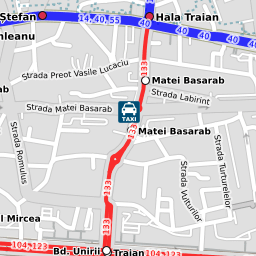 Ștefan
14, 40, 55
Hala Traian
40
40
40
hleanu
133
Strada Preot Vasile Lucaciu
Matei Basarab
Strada Labirint
Strada Matei Basarab
TAXI
133
Matei Basarab
Strada Romulus
133
Strada Vulturilor
Strada Turturelelor
l Mircea
133
104, 123
Bd. Unirii
Traian
104, 123